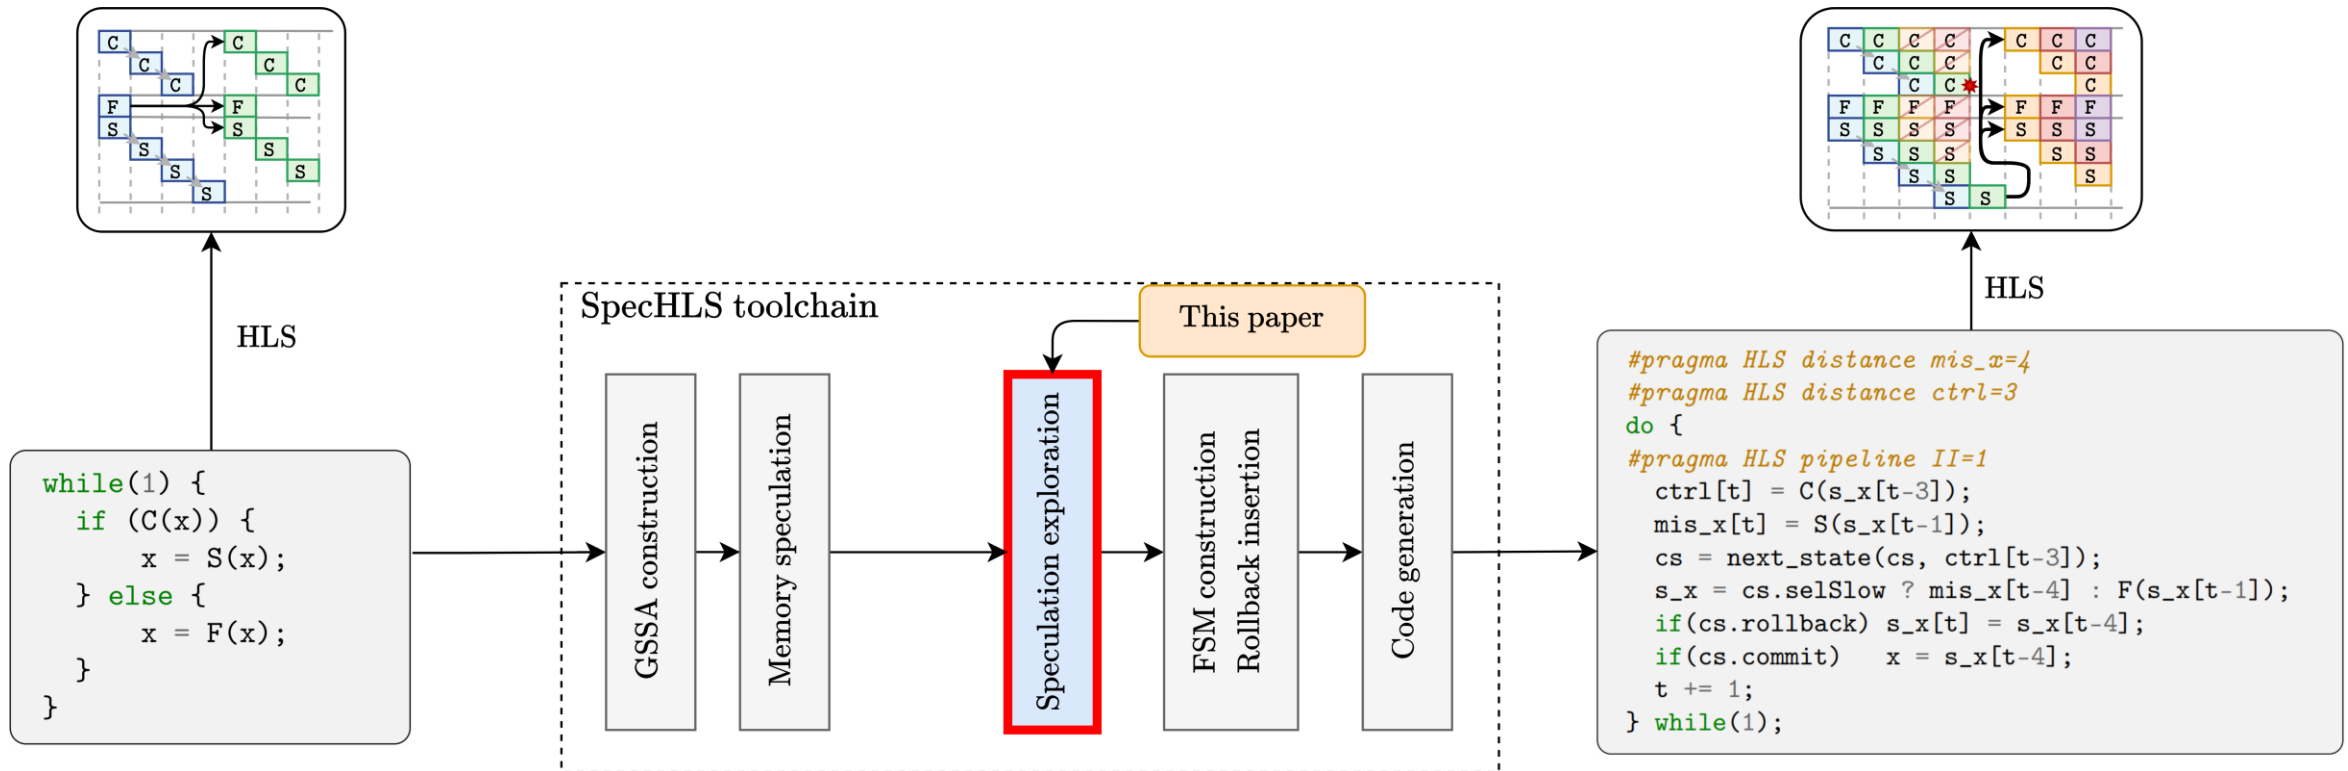 C C C C C C C C C
C C C C C
C C C C C C
F F F F F F F F F
S S S S S S S S S
S S S S S S S
S S S S S
S S S
HLS
HLS
SpecHLS toolchain
This paper
while(1) {
if (C(x)) {
x = S(x);
} else {
x = F(x);
}
}
GSSA construction
Memory speculation
Speculation exploration
FSM construction
Rollback insertion
Code generation
#pragma HLS distance mis_x=4
#pragma HLS distance ctrl=3
do {
#pragma HLS pipeline II=1
ctrl[t] = C(s_x[t-3]);
mis_x[t] = S(s_x[t-1]);
cs = next_state(cs, ctrl[t-3]);
s_x = cs.selSlow ? mis_x[t-4] : F(s_x[t-1]);
if(cs.rollback) s_x[t] = s_x[t-4];
if(cs.commit) x = s_x[t-4];
t += 1;
} while(1);